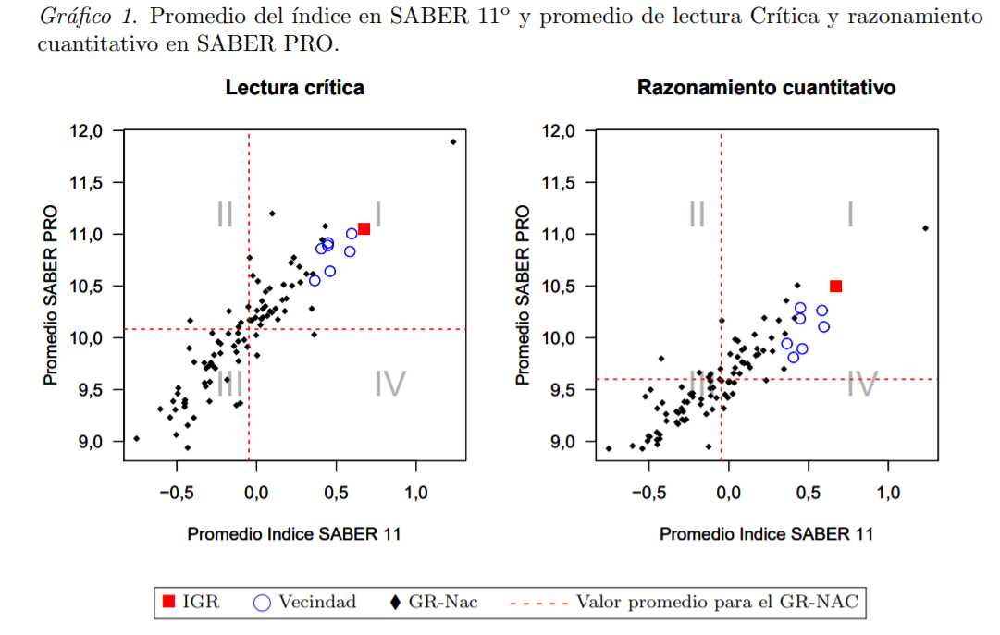 Gráfico 1. Promedio del índice en SABER 11º y promedio de lectura Crítica y razonamiento
cuantitativo en SABER PRO.
Lectura crítica
Promedio SABER PRO
12,0
11,5
11,0
10,5
10,0
9,5
9,0
II
I
III
IV
−0,5 0,0 0,5 1,0
Promedio Indice SABER 11
Razonamiento cuantitativo
Promedio SABER PRO
12,0
11,5
11,0
10,5
10,0
9,5
9,0
II
I
III
IV
−0,5 0,0 0,5 1,0
Promedio Indice SABER 11
IGR Vecindad GR-Nac Valor promedio para el GR-NAC